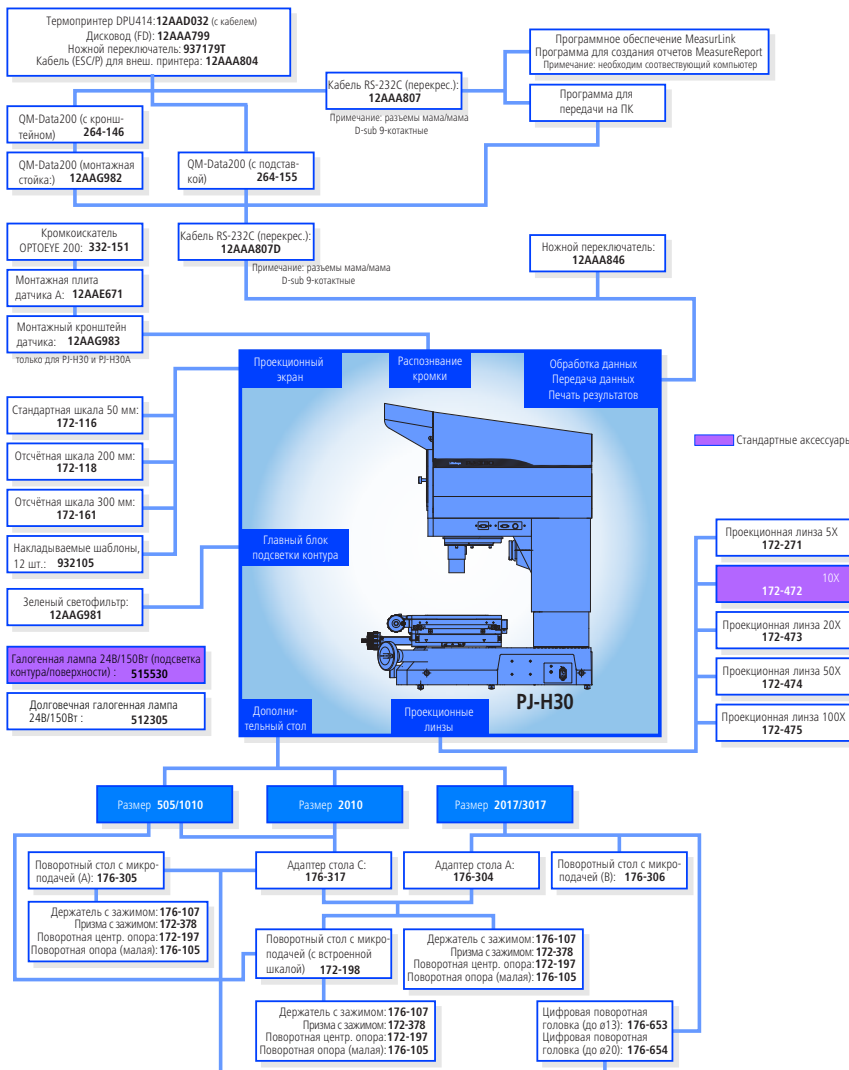 Термопринтер DPU414: 12AAD032 (с кабелем)
Дисковод (FD): 12AAA799
Ножной переключатель: 937179T
Кабель (ESC/P) для внеш. принтера: 12AAA804
Программное обеспечение MeasurLink
Программа для создания отчетов MeasureReport
Примечание: необходим соотвествующий компьютер
Кабель RS-232C (перекрес.):
12AAA807
Примечание: разъемы мама/мама
D-sub 9-котактные
Программа для
передачи на ПК
QM-Data200 (с кронш-
тейном) 264-146
QM-Data200 (монтажная
стойка:) 12AAG982
QM-Data200 (с подстав-
кой) 264-155
Кромкоискатель
OPTOEYE 200: 332-151
Кабель RS-232C (перекрес.):
12AAA807D
Примечание: разъемы мама/мама
D-sub 9-котактные
Ножной переключатель:
12AAA846
Монтажная плита
датчика А: 12AAE671
Монтажный кронштейн
датчика: 12AAG983
только для PJ-H30 и PJ-H30A
Проекционный
экран
Распознвание
кромки
Обработка данных
Передача данных
Печать результатов
Стандартная шкала 50 мм:
172-116
Отсчётная шкала 200 мм:
172-118
Отсчётная шкала 300 мм:
172-161
Накладываемые шаблоны,
12 шт.: 932105
Зеленый светофильтр:
12AAG981
Галогенная лампа 24В/150Вт (подсветка
контура/поверхности) : 515530
Долговечная галогенная лампа
24В/150Вт : 512305
Главный блок
подсветки контура
Стандартные аксессуары
Проекционная линза 5X
172-271
10X
172-472
Проекционная линза 20X
172-473
Проекционная линза 50X
172-474
Проекционная линза 100X
172-475
PJ-H30
Дополни-
тельный стол
Проекционные
линзы
Размер 505/1010
Размер 2010
Размер 2017/3017
Поворотный стол с микро-
подачей (А): 176-305
Адаптер стола С:
176-317
Адаптер стола А:
176-304
Поворотный стол с микро-
подачей (В): 176-306
Держатель с зажимом: 176-107
Призма с зажимом: 172-378
Поворотная центр. опора: 172-197
Поворотная опора (малая): 176-105
Поворотный стол с микро-
подачей (с встроенной
шкалой) 172-198
Держатель с зажимом: 176-107
Призма с зажимом: 172-378
Поворотная центр. опора: 172-197
Поворотная опора (малая): 176-105
Держатель с зажимом: 176-107
Призма с зажимом: 172-378
Поворотная центр. опора: 172-197
Поворотная опора (малая): 176-105
Цифровая поворотная
головка (до ø13): 176-653
Цифровая поворотная
головка (до ø20): 176-654